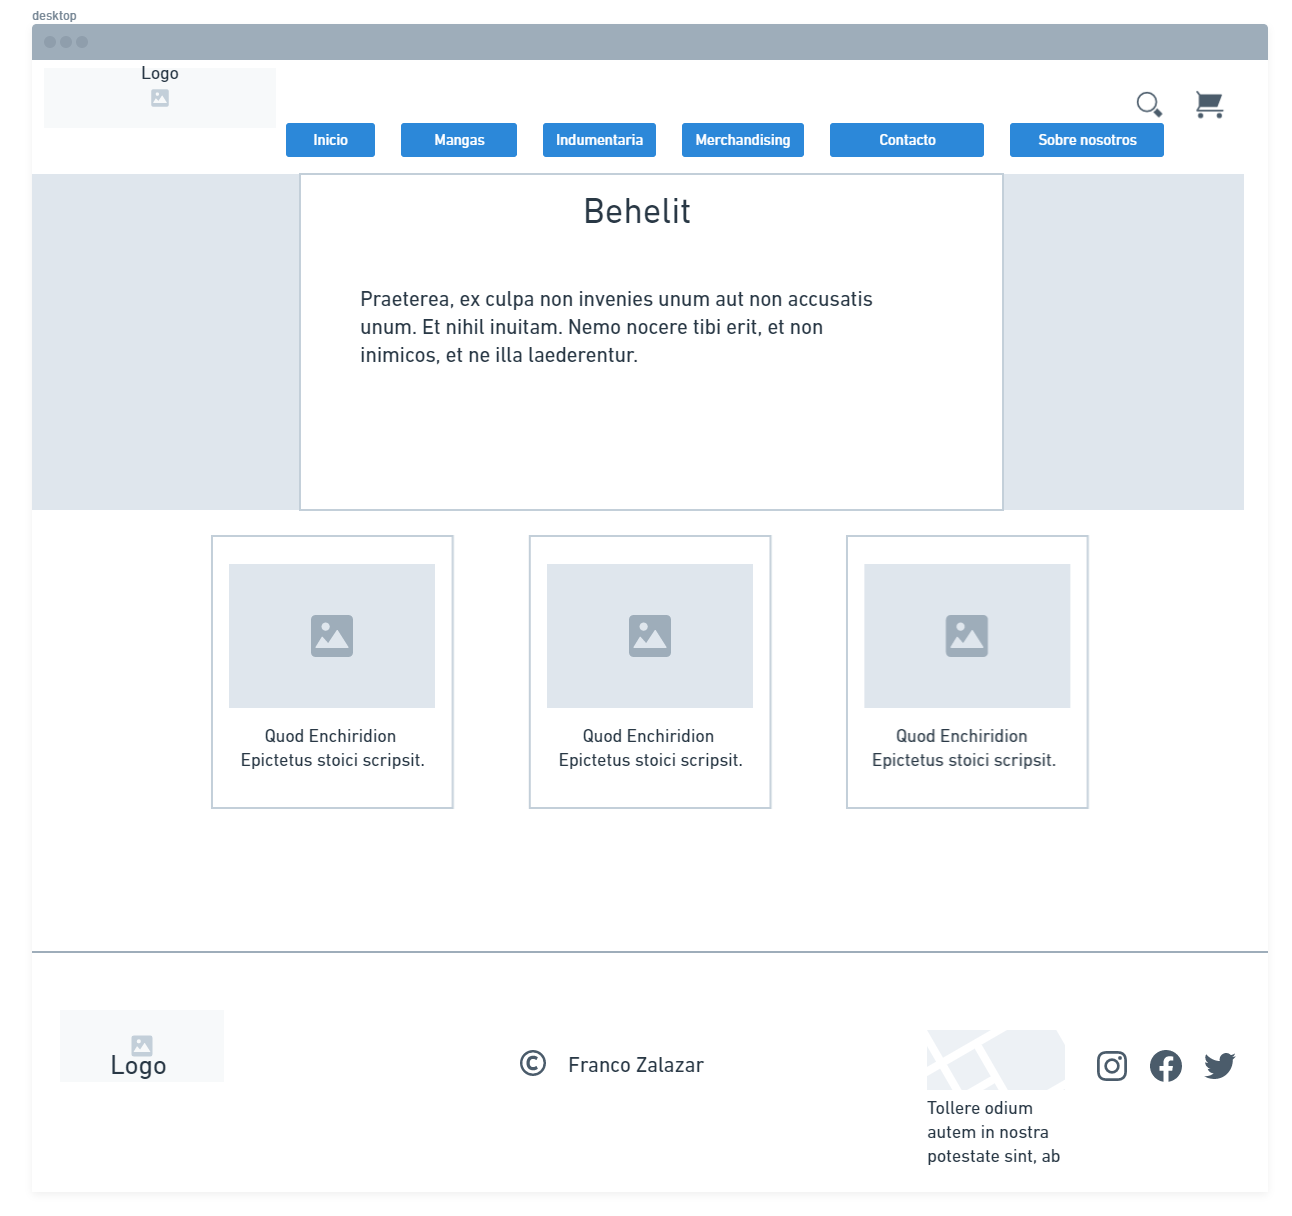 desktop
Logo
Inicio
Mangas
Indumentaria
Merchandising
Contacto
Sobre nosotros
Behelit
Praeterea, ex culpa non invenies unum aut non accusatis
unum. Et nihil inuitam. Nemo nocere tibi erit, et non
inimicos, et ne illa laederentur.
Quod Enchiridion
Epictetus stoici scripsit.
Quod Enchiridion
Epictetus stoici scripsit.
Quod Enchiridion
Epictetus stoici scripsit.
Logo
© Franco Zalazar
Tollere odium
autem in nostra
potestate sint, ab